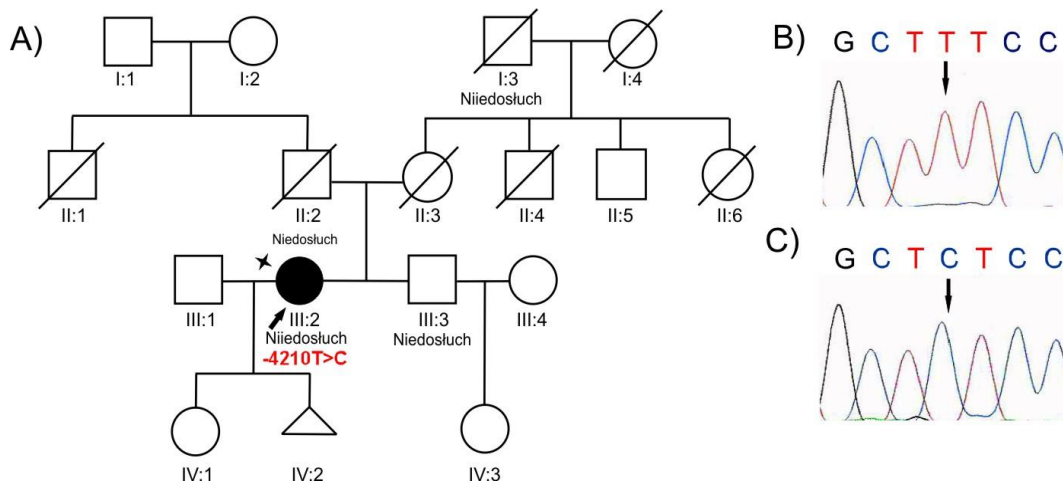 A)
I:1
I:2
I:3
I:4
Niiedosłuch
II:1
II:2
II:3
II:4
II:5
II:6
Niedosłuch
III:1
III:2
III:3
III:4
Niiedosłuch
Niedosłuch
-4210T>C
IV:1
IV:2
IV:3
B)
G C T T T C C
C)
G C T C T C C